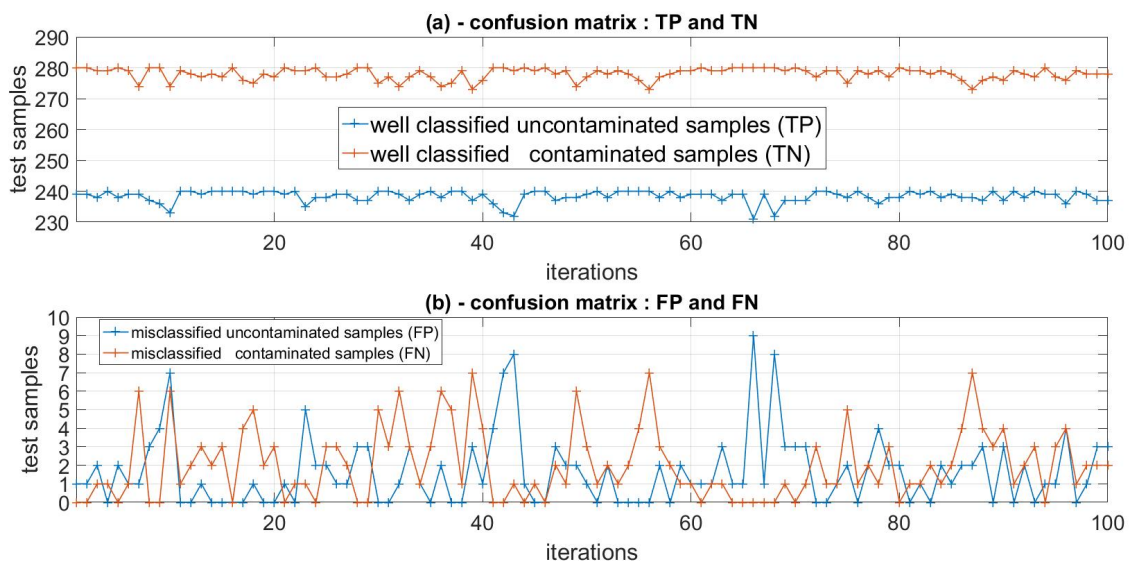 (a) - confusion matrix : TP and TN
290
280
270
260
250
240
230
test samples
well classified uncontaminated samples (TP)
well classified   contaminated samples (TN)
20
40
60
80
100
iterations
(b) - confusion matrix : FP and FN
10
9
8
7
6
5
4
3
2
1
0
test samples
misclassified uncontaminated samples (FP)
misclassified   contaminated samples (FN)
20
40
60
80
100
iterations